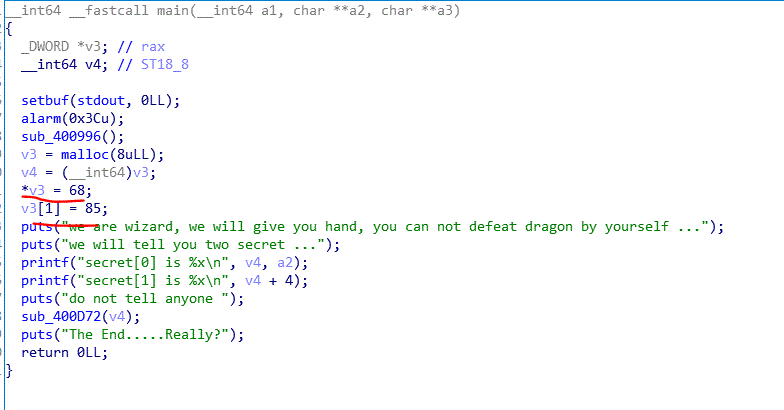 __int64 __fastcall main(__int64 a1, char **a2, char **a3)
{
_DWORD *v3; // rax
__int64 v4; // ST18_8
setbuf(stdout, 0LL);
alarm(0x3Cu);
sub_400996();
v3 = malloc(8uLL);
v4 = (__int64)v3;
*v3 = 68;
v3[1] = 85;
puts("we are wizard, we will give you hand, you can not defeat dragon by yourself ...");
puts("we will tell you two secret ...");
printf("secret[0] is %x\n", v4, a2);
printf("secret[1] is %x\n", v4 + 4);
puts("do not tell anyone ");
sub_400D72(v4);
puts("The End.....Really?");
return 0LL;
}